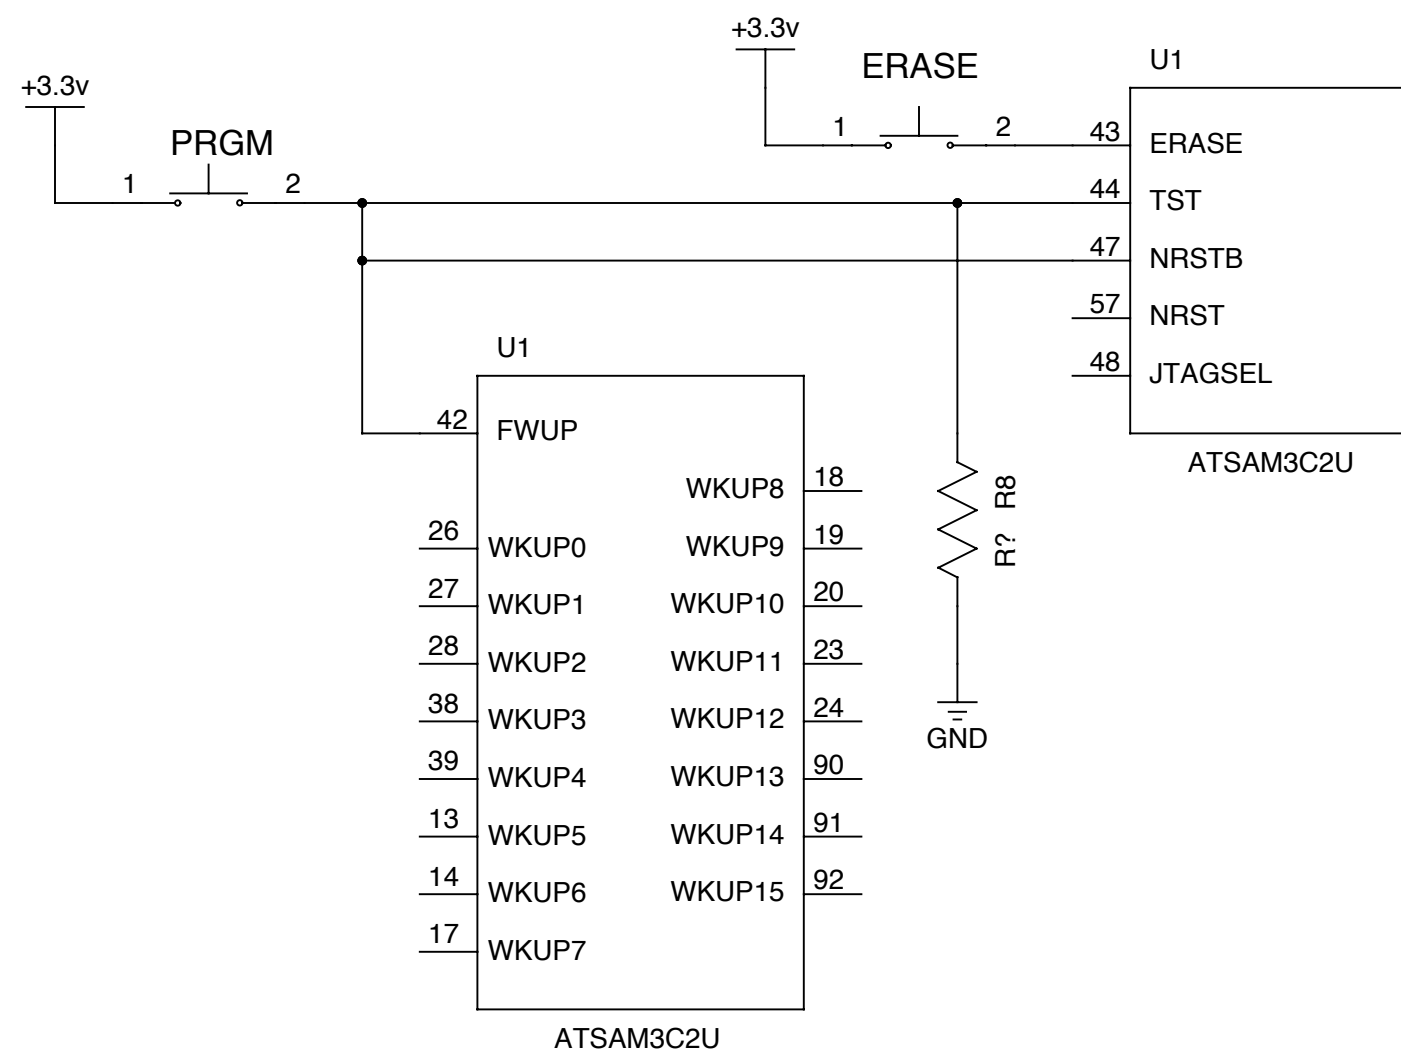 +3.3v
ERASE
U1
+3.3v
PRGM
1
2
43
ERASE
1
2
44
TST
47
NRSTB
57
NRST
U1
48
JTAGSEL
42
FWUP
ATSAM3C2U
WKUP8
18
R8
26
WKUP0
WKUP9
19
R?
27
WKUP1
WKUP10
20
28
WKUP2
WKUP11
23
38
WKUP3
WKUP12
24
GND
39
WKUP4
WKUP13
90
13
WKUP5
WKUP14
91
14
WKUP6
WKUP15
92
17
WKUP7
ATSAM3C2U